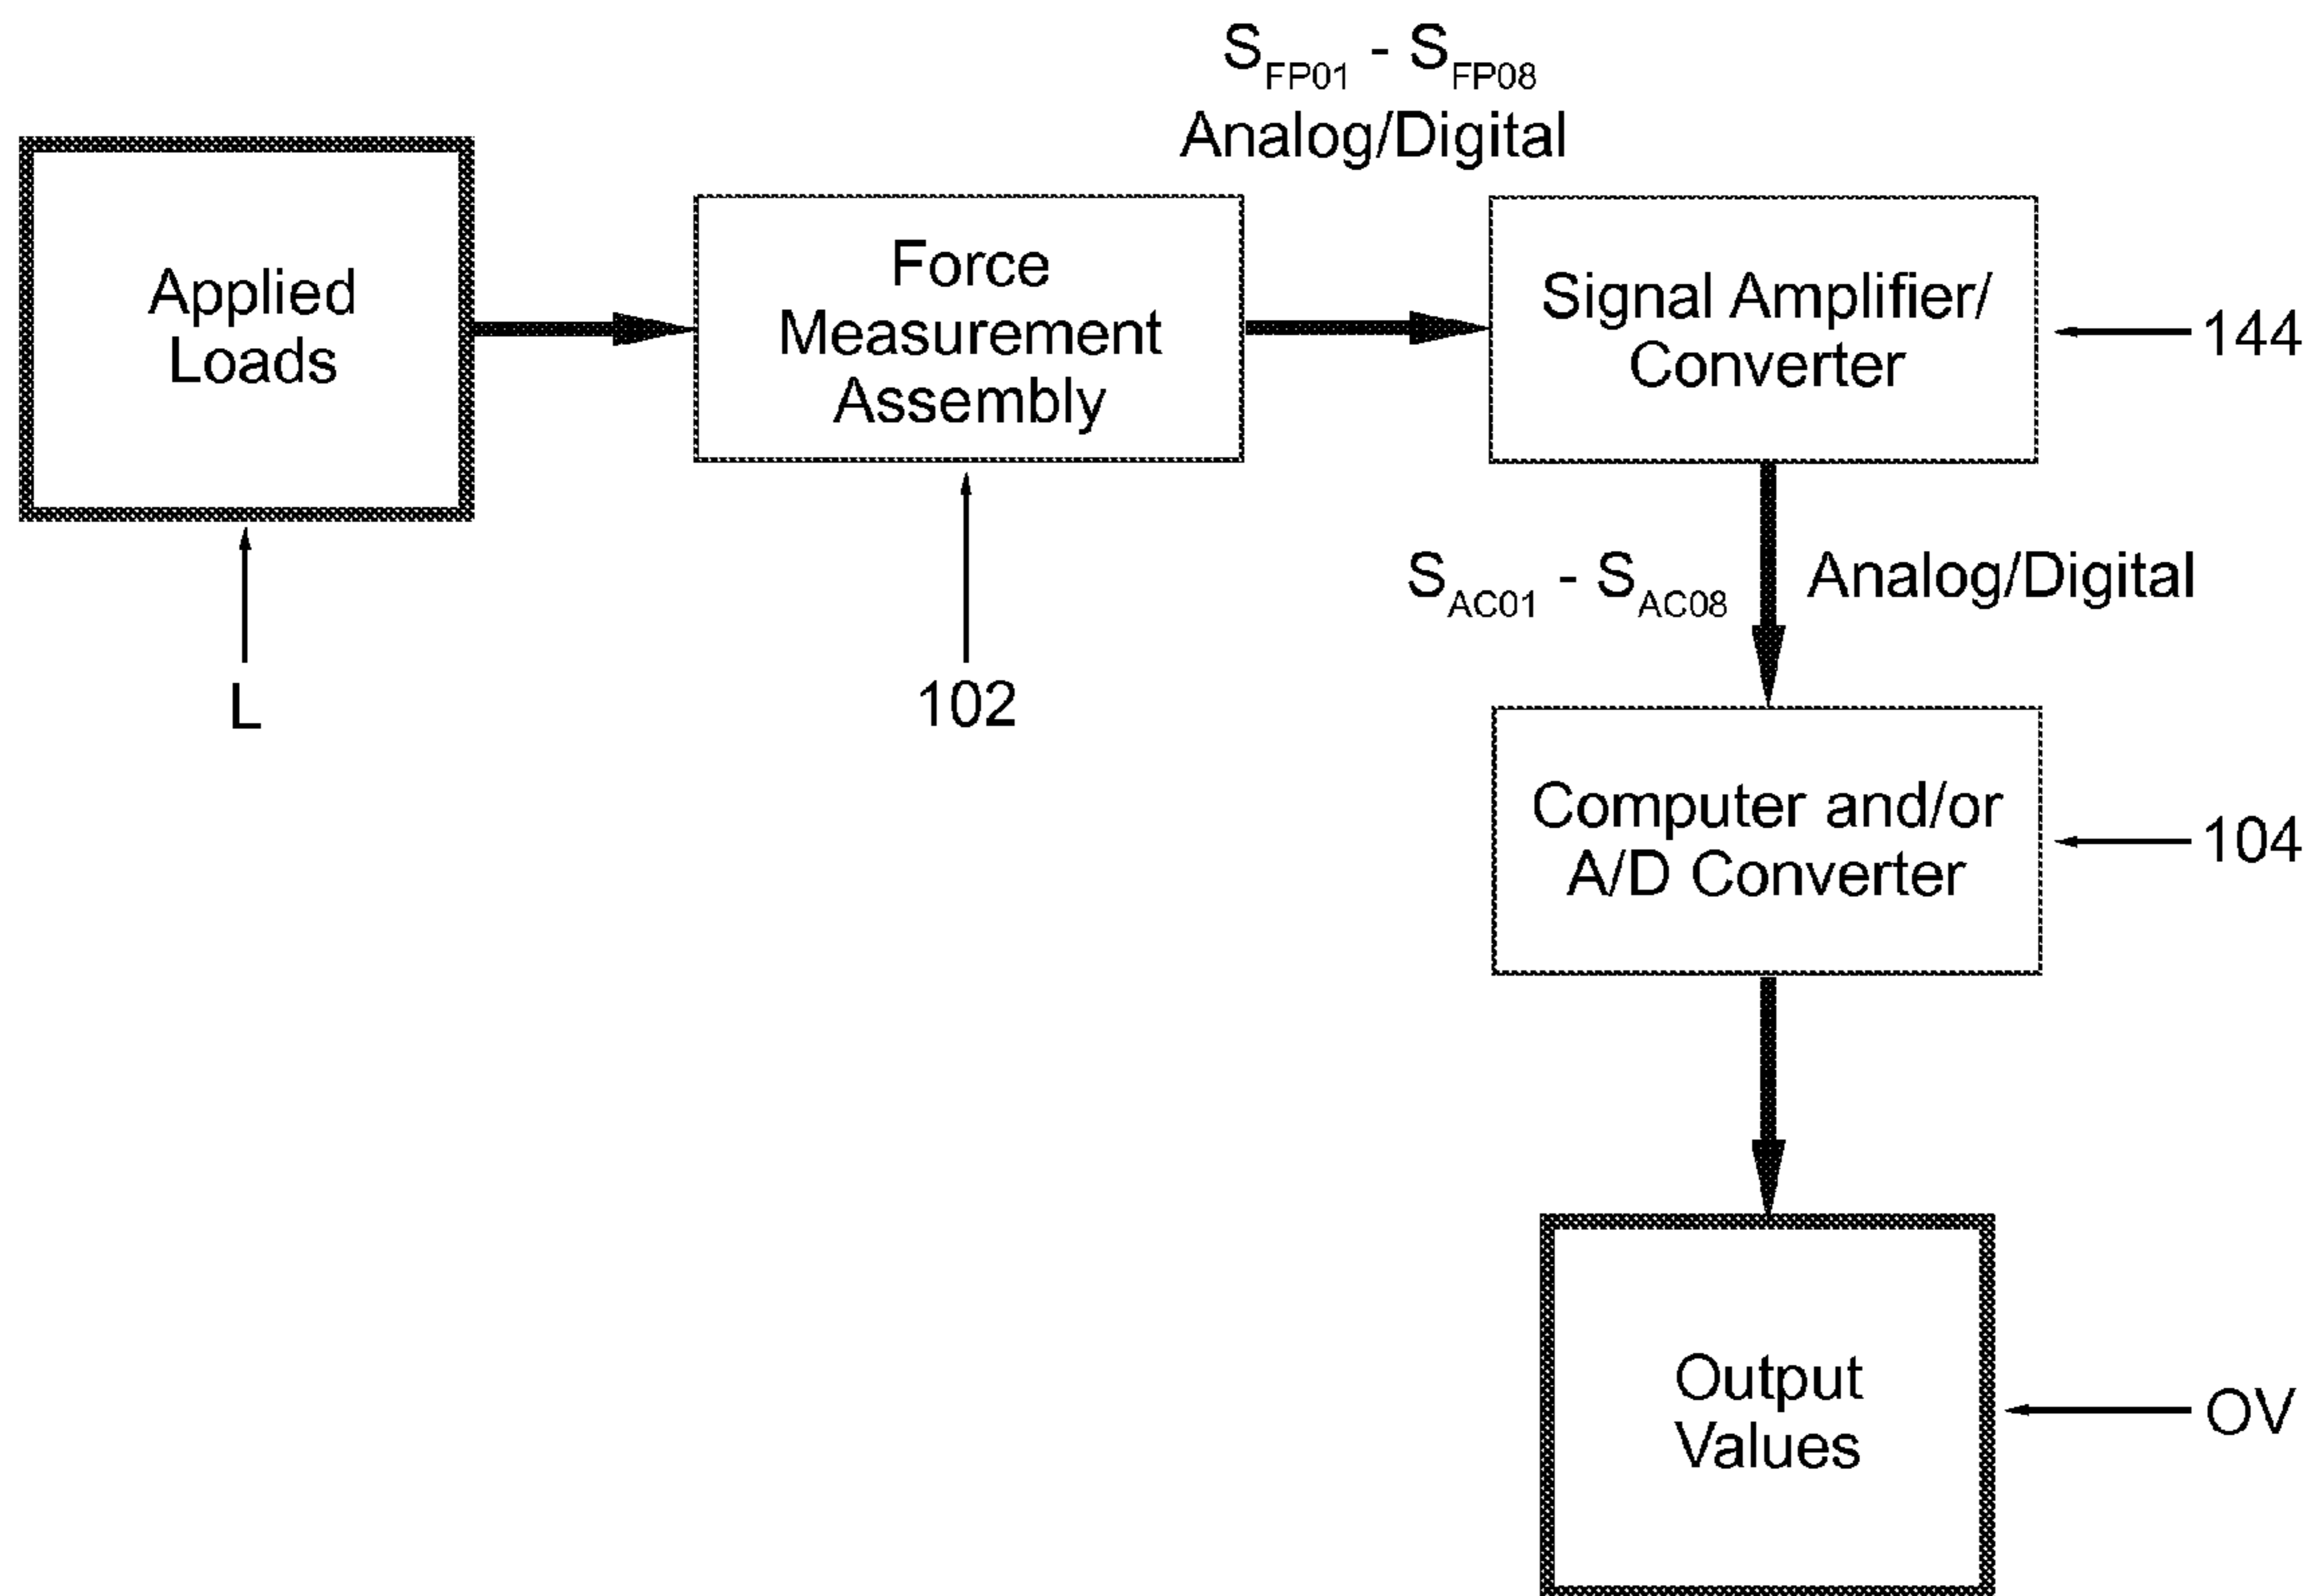 S_FP01 - S_FP08
Analog/Digital
Applied
Loads
Force
Measurement
Assembly
Signal Amplifier/
Converter
144
S_AC01 - S_AC08
Analog/Digital
L
102
Computer and/or
A/D Converter
104
Output
Values
OV